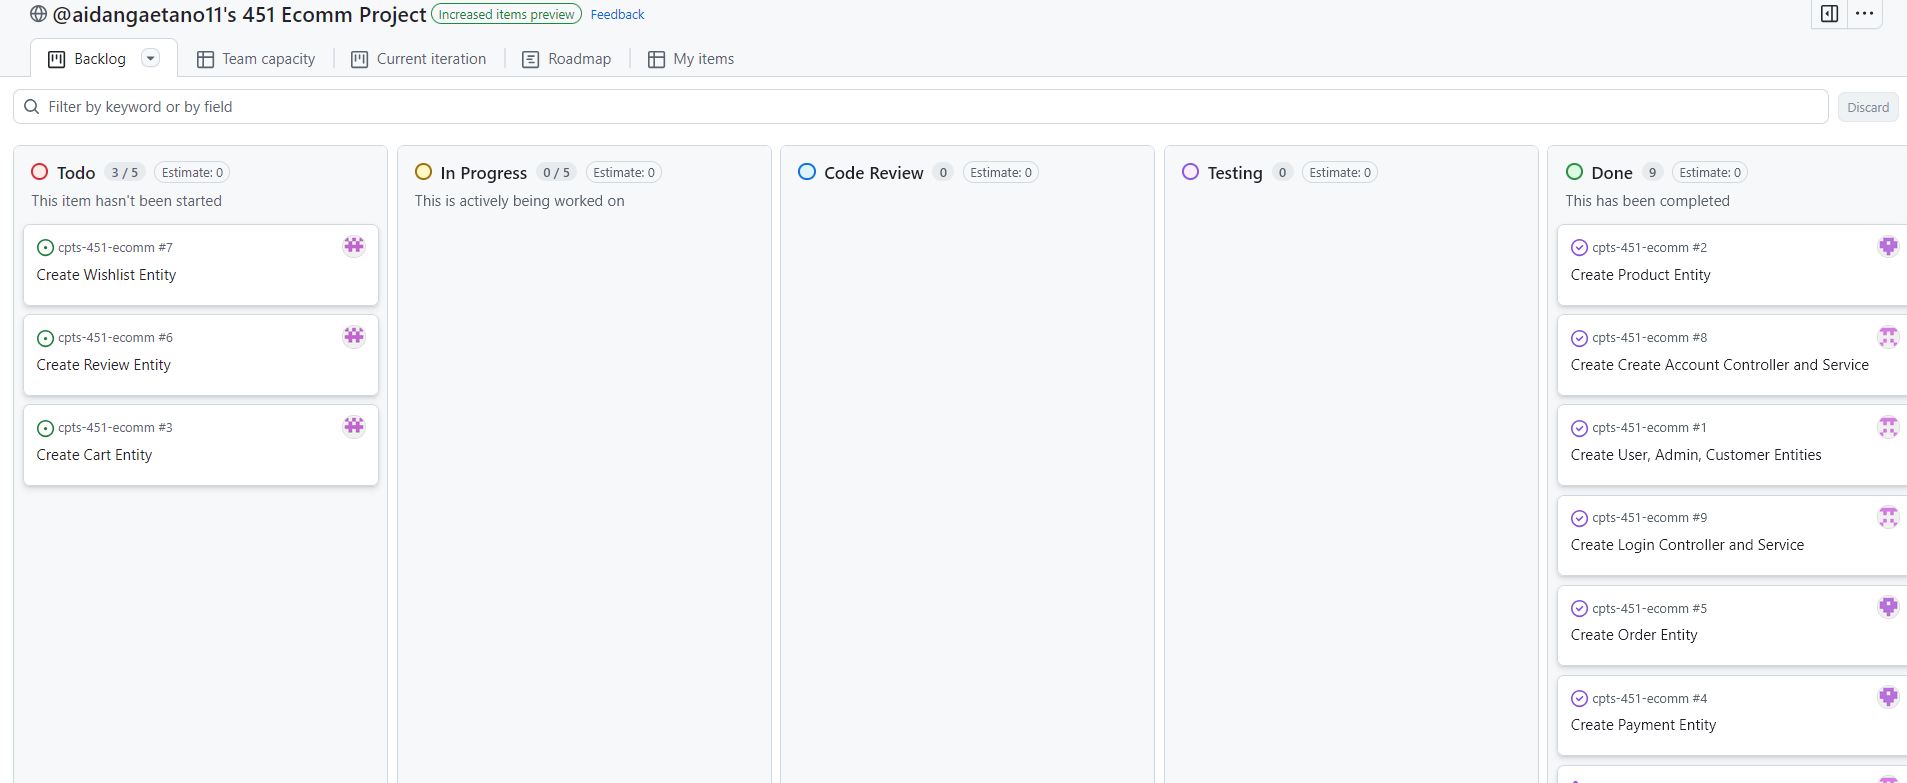 @aidangaetano11's 451 Ecomm Project Increased items preview Feedback
Backlog Team capacity Current iteration Roadmap My items
Filter by keyword or by field Discard
Todo 3 / 5 Estimate: 0
This item hasn't been started
cpts-451-ecomm #7
Create Wishlist Entity
cpts-451-ecomm #6
Create Review Entity
cpts-451-ecomm #3
Create Cart Entity
In Progress 0 / 5 Estimate: 0
This is actively being worked on
Code Review 0 Estimate: 0
Testing 0 Estimate: 0
Done 9 Estimate: 0
This has been completed
cpts-451-ecomm #2
Create Product Entity
cpts-451-ecomm #8
Create Create Account Controller and Service
cpts-451-ecomm #1
Create User, Admin, Customer Entities
cpts-451-ecomm #9
Create Login Controller and Service
cpts-451-ecomm #5
Create Order Entity
cpts-451-ecomm #4
Create Payment Entity